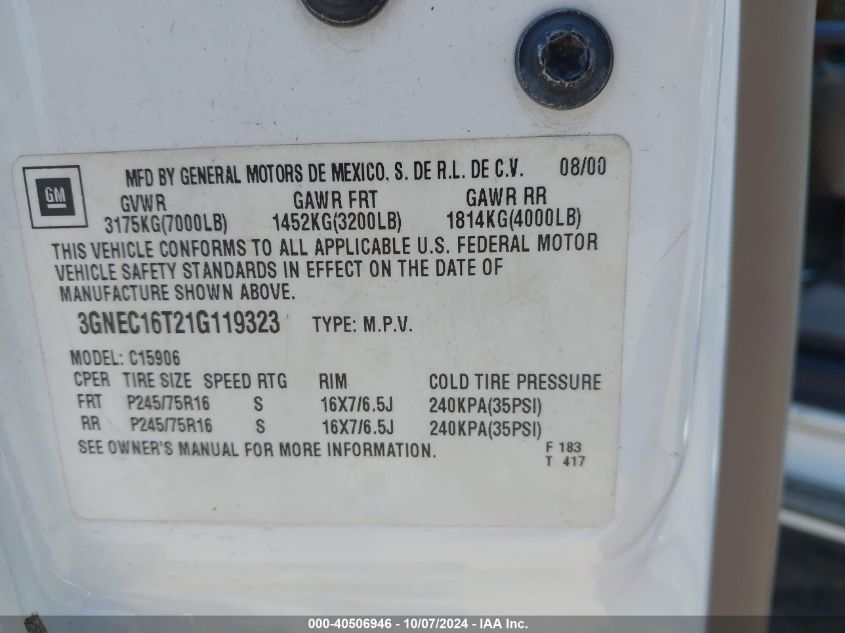 MFD BY GENERAL MOTORS DE MEXICO. S. DE R.L. DE C.V. 08/00
GM
GVWR GAWR FRT GAWR RR
3175KG(7000LB) 1452KG(3200LB) 1814KG(4000LB)
THIS VEHICLE CONFORMS TO ALL APPLICABLE U.S. FEDERAL MOTOR
VEHICLE SAFETY STANDARDS IN EFFECT ON THE DATE OF
MANUFACTURE SHOWN ABOVE.
3GNEC16T21G119323 TYPE: M.P.V.
MODEL: C15906
CPER TIRE SIZE SPEED RTG RIM COLD TIRE PRESSURE
FRT P245/75R16 S 16X7/6.5J 240KPA(35PSI)
RR P245/75R16 S 16X7/6.5J 240KPA(35PSI)
SEE OWNER'S MANUAL FOR MORE INFORMATION.
F 183
T 417
000-40506946 - 10/07/2024 - IAA Inc.